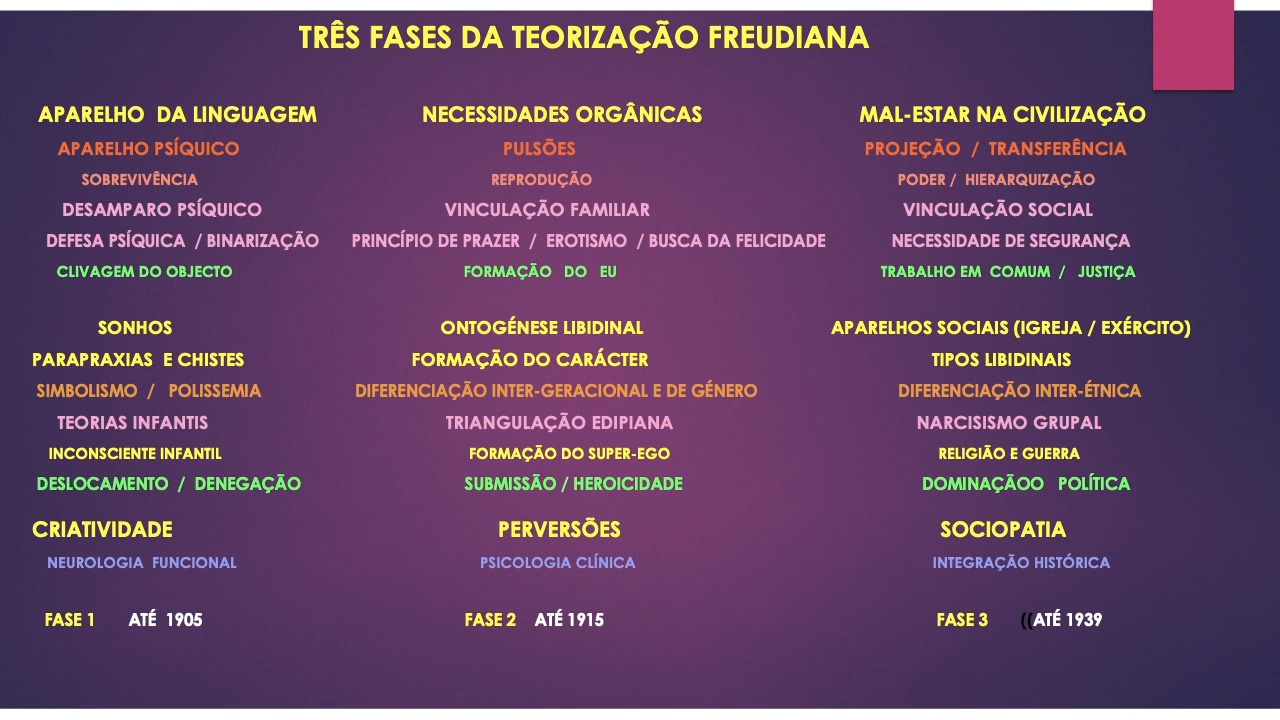 TRÊS FASES DA TEORIZAÇÃO FREUDIANA
APARELHO DA LINGUAGEM NECESSIDADES ORGÂNICAS MAL-ESTAR NA CIVILIZAÇÃO
APARELHO PSÍQUICO PULSÕES PROJEÇÃO / TRANSFERÊNCIA
SOBREVIVÊNCIA REPRODUÇÃO PODER / HIERARQUIZAÇÃO
DESAMPARO PSÍQUICO VINCULAÇÃO FAMILIAR VINCULAÇÃO SOCIAL
DEFESA PSÍQUICA / BINARIZAÇÃO PRINCÍPIO DE PRAZER / EROTISMO / BUSCA DA FELICIDADE NECESSIDADE DE SEGURANÇA
CLIVAGEM DO OBJECTO FORMAÇÃO DO EU TRABALHO EM COMUM / JUSTIÇA
SONHOS ONTOGÉNESE LIBIDINAL APARELHOS SOCIAIS (IGREJA / EXÉRCITO)
PARAPRAXIAS E CHISTES FORMAÇÃO DO CARÁCTER TIPOS LIBIDINAIS
SIMBOLISMO / POLISSEMIA DIFERENCIAÇÃO INTER-GERACIONAL E DE GÉNERO DIFERENCIAÇÃO INTER-ÉTNICA
TEORIAS INFANTIS TRIANGULAÇÃO EDIPIANA NARCISISMO GRUPAL
INCONSCIENTE INFANTIL FORMAÇÃO DO SUPER-EGO RELIGIÃO E GUERRA
DESLOCAMENTO / DENEGAÇÃO SUBMISSÃO / HEROICIDADE DOMINAÇÃOO POLÍTICA
CRIATIVIDADE PERVERSÕES SOCIOPATIA
NEUROLOGIA FUNCIONAL PSICOLOGIA CLÍNICA INTEGRAÇÃO HISTÓRICA
FASE 1 ATÉ 1905 FASE 2 ATÉ 1915 FASE 3 ((ATÉ 1939